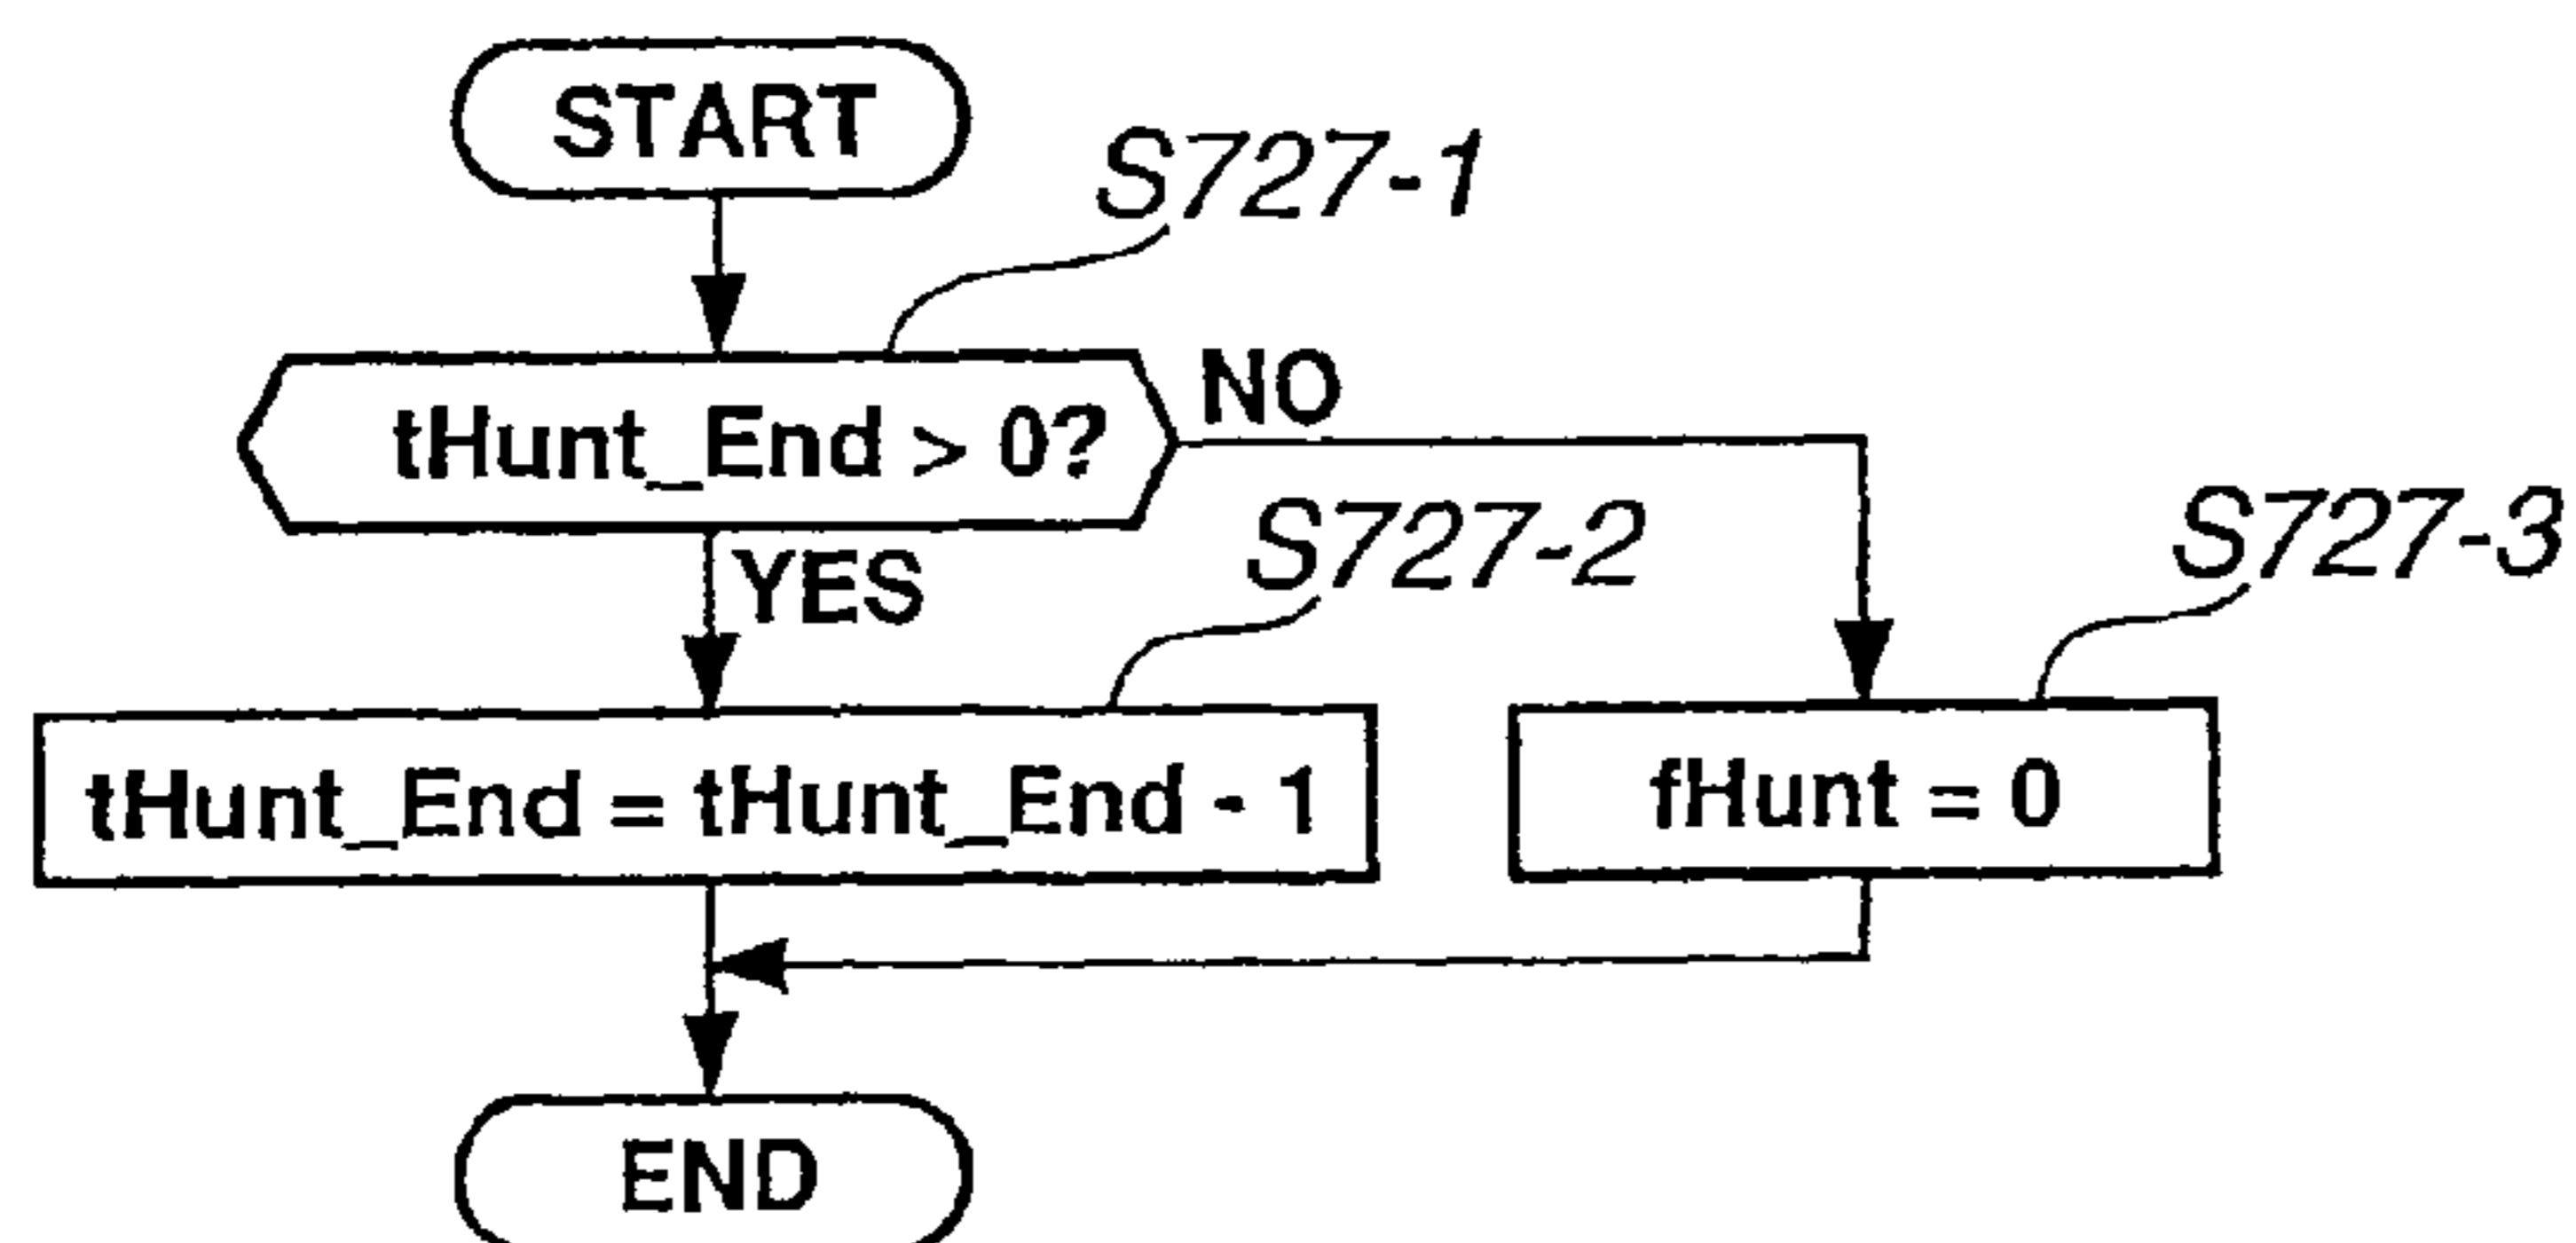 START
S727-1
tHunt_End > 0?
NO
YES
S727-2
S727-3
tHunt_End = tHunt_End - 1
fHunt = 0
END